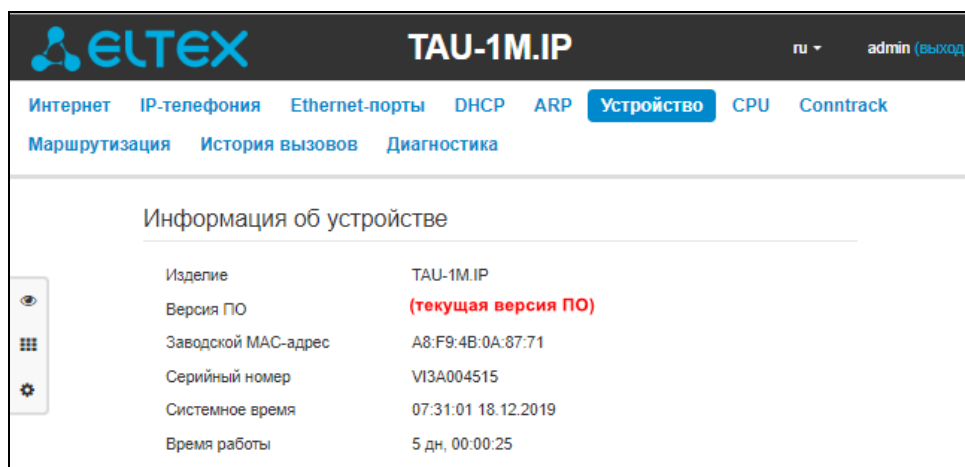 ELTEX TAU-1M.IP ru admin (выход
Интернет IP-телефония Ethernet-порты DHCP ARP Устройство CPU Conntrack
Маршрутизация История вызовов Диагностика
Информация об устройстве
Изделие TAU-1M.IP
Версия ПО (текущая версия ПО)
Заводской MAC-адрес A8:F9:4B:0A:87:71
Серийный номер VI3A004515
Системное время 07:31:01 18.12.2019
Время работы 5 дн, 00:00:25